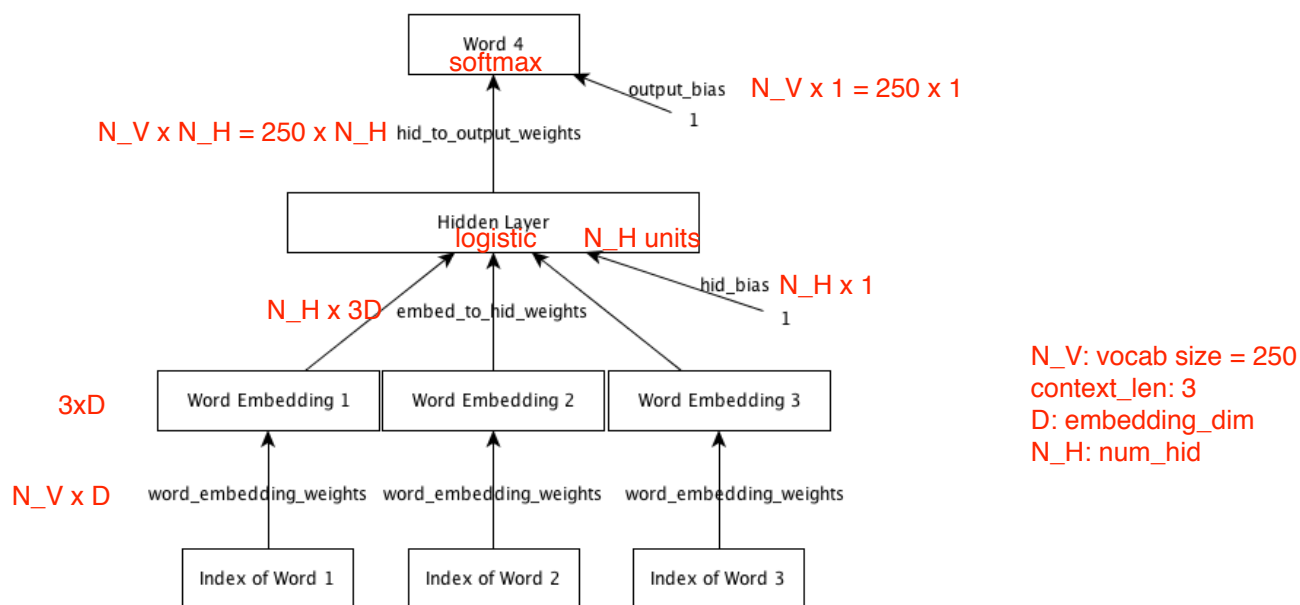 Word 4
softmax
output_bias
N_V x 1 = 250 x 1
1
N_V x N_H = 250 x N_H
hid_to_output_weights
Hidden Layer
logistic
N_H units
hid_bias
N_H x 1
1
N_H x 3D
embed_to_hid_weights
N_V: vocab size = 250
context_len: 3
D: embedding_dim
N_H: num_hid
3xD
Word Embedding 1
Word Embedding 2
Word Embedding 3
N_V x D
word_embedding_weights
word_embedding_weights
word_embedding_weights
Index of Word 1
Index of Word 2
Index of Word 3